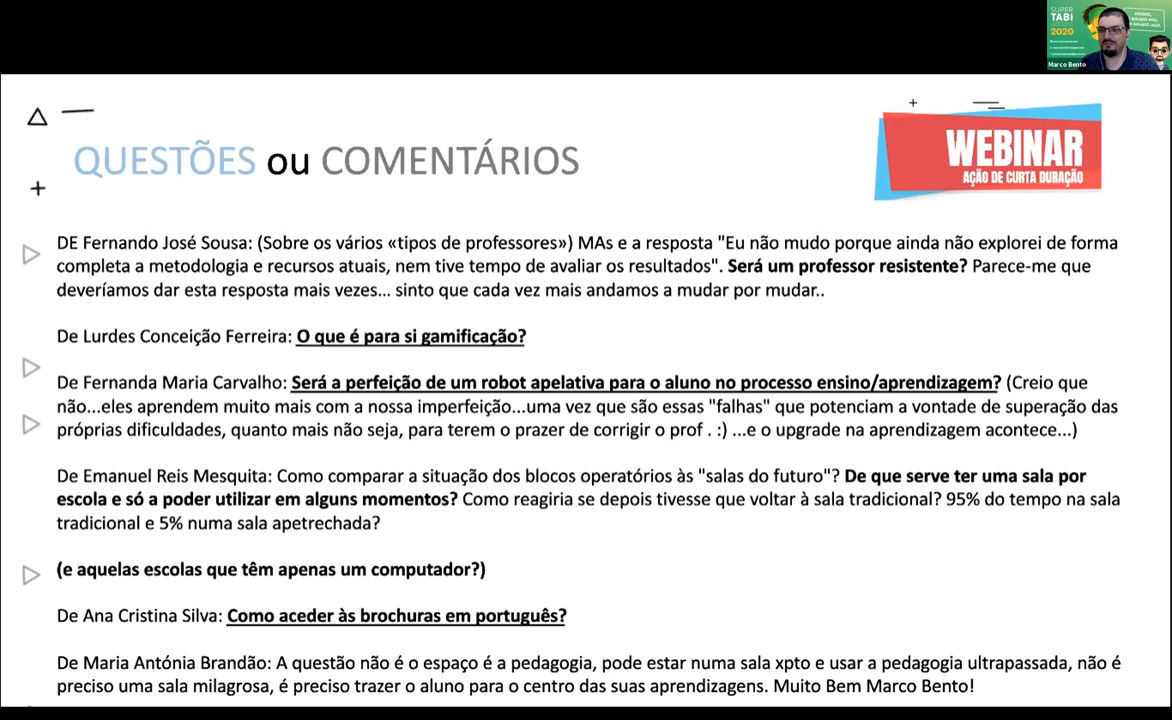 SUPER
TABi
2020
Marco Bento
QUESTÕES ou COMENTÁRIOS
WEBINAR
AÇÃO DE CURTA DURAÇÃO
DE Fernando José Sousa: (Sobre os vários «tipos de professores») MAs e a resposta "Eu não mudo porque ainda não explorei de forma
completa a metodologia e recursos atuais, nem tive tempo de avaliar os resultados". Será um professor resistente? Parece-me que
deveríamos dar esta resposta mais vezes... sinto que cada vez mais andamos a mudar por mudar..
De Lurdes Conceição Ferreira: O que é para si gamificação?
De Fernanda Maria Carvalho: Será a perfeição de um robot apelativa para o aluno no processo ensino/aprendizagem? (Creio que
não...eles aprendem muito mais com a nossa imperfeição...uma vez que são essas "falhas" que potenciam a vontade de superação das
próprias dificuldades, quanto mais não seja, para terem o prazer de corrigir o prof . :) ...e o upgrade na aprendizagem acontece...)
De Emanuel Reis Mesquita: Como comparar a situação dos blocos operatórios às "salas do futuro"? De que serve ter uma sala por
escola e só a poder utilizar em alguns momentos? Como reagiria se depois tivesse que voltar à sala tradicional? 95% do tempo na sala
tradicional e 5% numa sala apetrechada?
(e aquelas escolas que têm apenas um computador?)
De Ana Cristina Silva: Como aceder às brochuras em português?
De Maria Antónia Brandão: A questão não é o espaço é a pedagogia, pode estar numa sala xpto e usar a pedagogia ultrapassada, não é
preciso uma sala milagrosa, é preciso trazer o aluno para o centro das suas aprendizagens. Muito Bem Marco Bento!